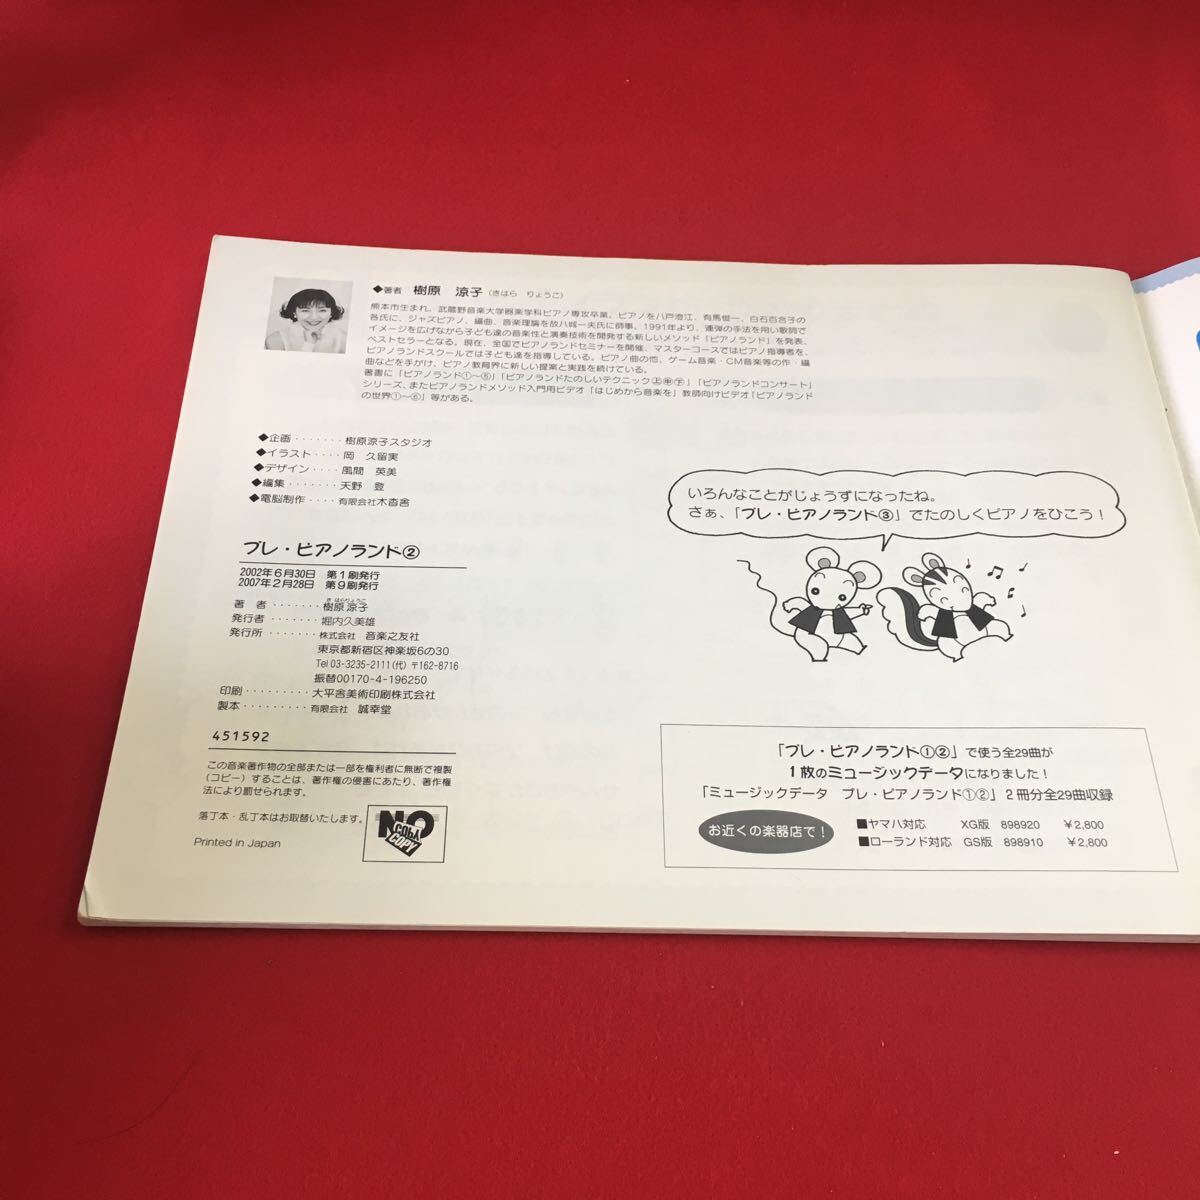 ◆著者 樹原 涼子(きはら りょうこ)
熊本市生まれ。武蔵野音楽大学器楽学科ピアノ専攻卒業。ピアノを八戸澄江、有馬俊一、白石百合子の
各氏に、ジャズピアノ、編曲、音楽理論を故八城一夫氏に師事。1991年より、連弾の手法を用い歌詞で
イメージを広げながら子ども達の音楽性と演奏技術を開発する新しいメソッド「ピアノランド」を発表、
ベストセラーとなる。現在、全国でピアノランドセミナーを開催、マスターコースではピアノ指導者を、
ピアノランドスクールでは子ども達を指導している。ピアノ曲の他、ゲーム音楽・CM音楽等の作・編
曲などを手がけ、ピアノ教育界に新しい提案と実践を続けている。
著書に「ピアノランド①〜⑤」「ピアノランドたのしいテクニック㊤㊥㊦」「ピアノランドコンサート」
シリーズ、またピアノランドメソッド入門用ビデオ「はじめから音楽を」教師向けビデオ「ピアノランド
の世界①〜⑥」等がある。
◆企画・・・・・・・樹原涼子スタジオ
◆イラスト・・・・岡 久留実
◆デザイン・・・・風間 英美
◆編集・・・・・・・天野 登
◆電脳制作・・・・有限会社木杳舎
プレ・ピアノランド②
2002年6月30日 第1刷発行
2007年2月28日 第9刷発行
きはらりょうこ
著 者・・・・・・・樹原涼子
発行者・・・・・・・堀内久美雄
発行所・・・・・・・株式会社 音楽之友社
東京都新宿区神楽坂6の30
Tel 03-3235-2111(代) 〒162-8716
振替00170-4-196250
印刷・・・・・・・・・大平舎美術印刷株式会社
製本・・・・・・・・・有限会社 誠幸堂
451592
この音楽著作物の全部または一部を権利者に無断で複製
(コピー)することは、著作権の侵害にあたり、著作権
法により罰せられます。
落丁本・乱丁本はお取替いたします。
Printed in Japan
NO COPY COPY
いろんなことがじょうずになったね。
さぁ、「プレ・ピアノランド③」でたのしくピアノをひこう!
「プレ・ピアノランド①②」で使う全29曲が
1枚のミュージックデータになりました!
「ミュージックデータ プレ・ピアノランド①②」2冊分全29曲収録
お近くの楽器店で!
■ヤマハ対応 XG版 898920 ¥2,800
■ローランド対応 GS版 898910 ¥2,800